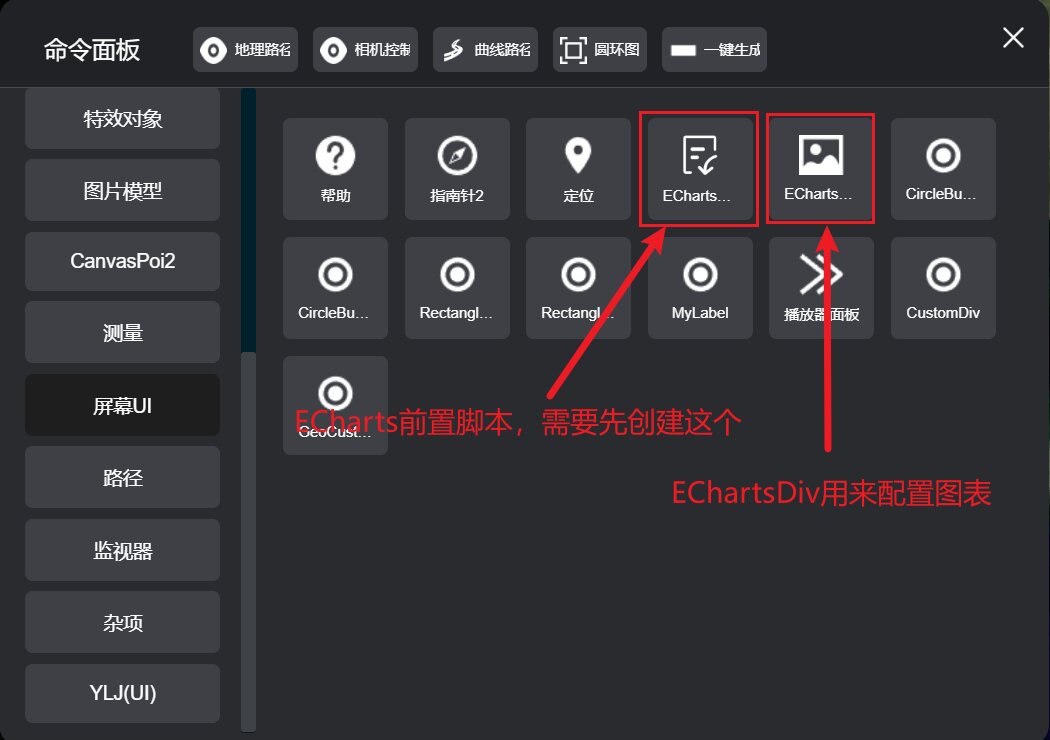 命令面板
地理路径
相机控制
曲线路径
圆环图
一键生成
特效对象
图片模型
CanvasPoi2
测量
屏幕UI
路径
监视器
杂项
YLJ(UI)
帮助
指南针2
定位
ECharts...
ECharts...
CircleBu...
CircleBu...
Rectangl...
Rectangl...
MyLabel
播放器面板
CustomDiv
GeoCust...
ECharts前置脚本，需要先创建这个
EChartsDiv用来配置图表